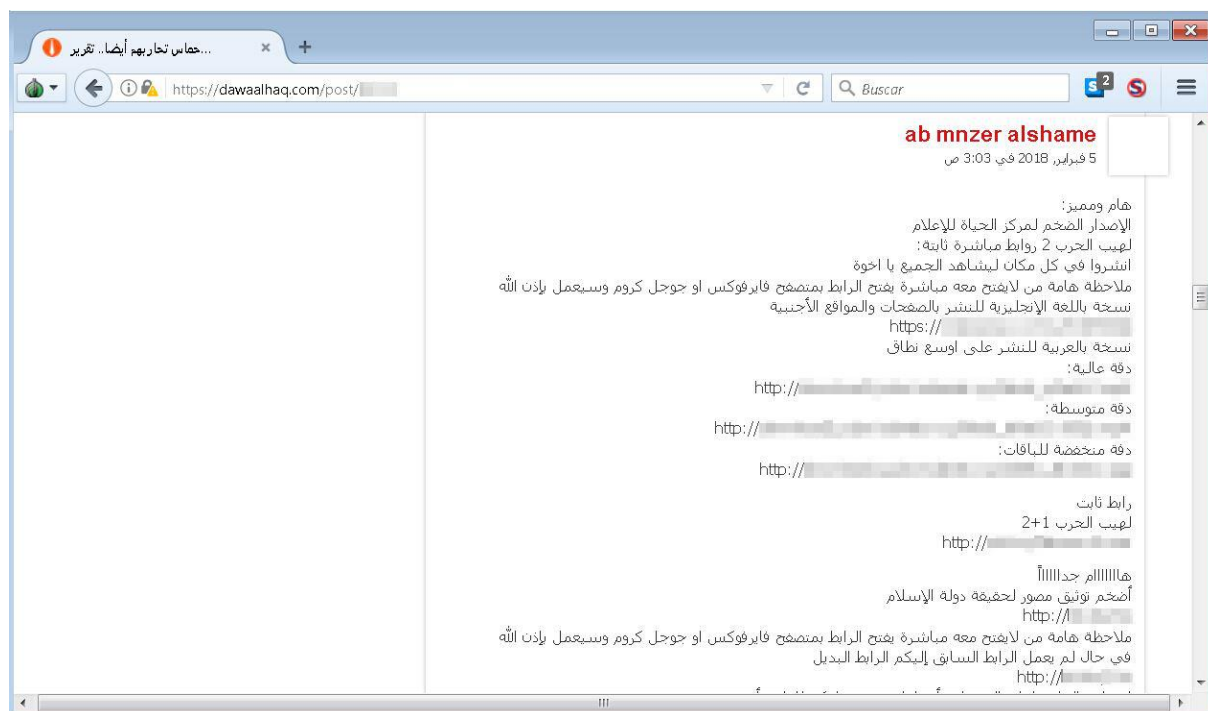 حماس تحاربهم أيضا.. تقرير...
https://dawaalhaq.com/post/
Buscar
2
ab mnzer alshame
5 فبراير, 2018 في 3:03 ص
هام ومميز:
الإصدار الضخم لمركز الحياة للإعلام
لهيب الحرب 2 روابط مباشرة ثابتة:
انشروا في كل مكان ليشاهد الجميع يا اخوة
ملاحظة هامة من لايفتح معه مباشرة يفتح الرابط بمتصفح فايرفوكس او جوجل كروم وسيعمل بإذن الله
نسخة باللغة الإنجليزية للنشر بالصفحات والمواقع الأجنبية
https://
نسخة بالعربية للنشر على اوسع نطاق
دقة عالية:
http://
دقة متوسطة:
http://
دقة منخفضة للباقات:
http://
رابط ثابت
لهيب الحرب 1+2
http://
هااااااام جدااااااً
أضخم توثيق مصور لحقيقة دولة الإسلام
http://
ملاحظة هامة من لايفتح معه مباشرة يفتح الرابط بمتصفح فايرفوكس او جوجل كروم وسيعمل بإذن الله
في حال لم يعمل الرابط السابق إليكم الرابط البديل
http://